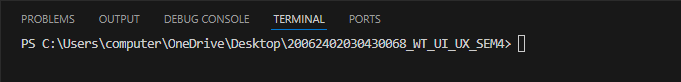 PROBLEMS OUTPUT DEBUG CONSOLE TERMINAL PORTS
PS C:\Users\computer\OneDrive\Desktop\20062402030430068_WT_UI_UX_SEM4>